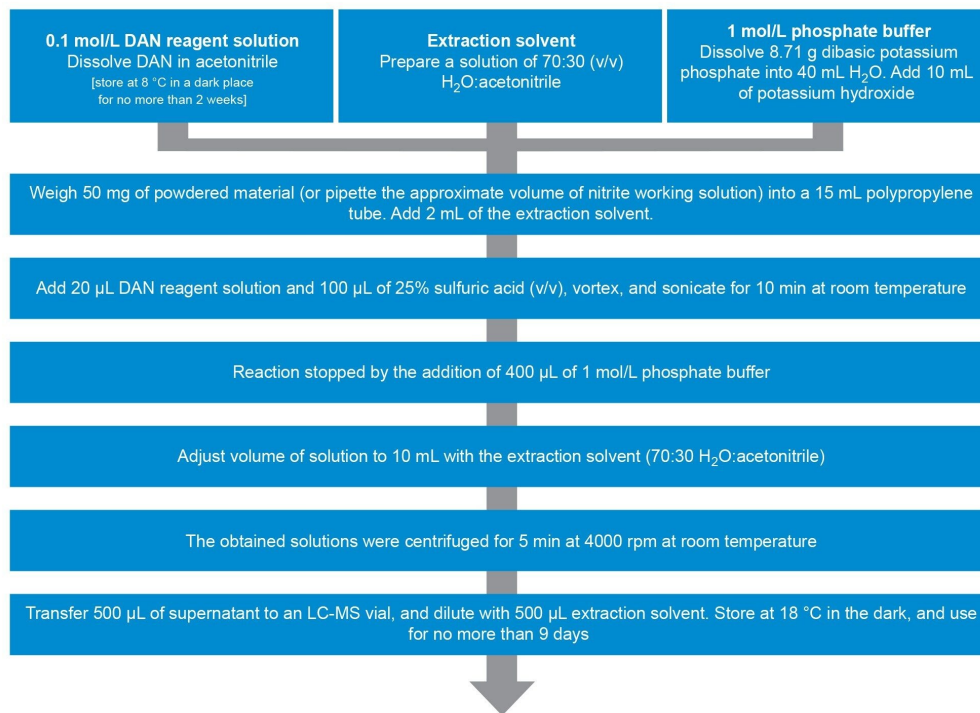 0.1 mol/L DAN reagent solution
Dissolve DAN in acetonitrile
[store at 8 °C in a dark place
for no more than 2 weeks]
Extraction solvent
Prepare a solution of 70:30 (v/v)
H₂O:acetonitrile
1 mol/L phosphate buffer
Dissolve 8.71 g dibasic potassium
phosphate into 40 mL H₂O. Add 10 mL
of potassium hydroxide
Weigh 50 mg of powdered material (or pipette the approximate volume of nitrite working solution) into a 15 mL polypropylene
tube. Add 2 mL of the extraction solvent.
Add 20 μL DAN reagent solution and 100 μL of 25% sulfuric acid (v/v), vortex, and sonicate for 10 min at room temperature
Reaction stopped by the addition of 400 μL of 1 mol/L phosphate buffer
Adjust volume of solution to 10 mL with the extraction solvent (70:30 H₂O:acetonitrile)
The obtained solutions were centrifuged for 5 min at 4000 rpm at room temperature
Transfer 500 μL of supernatant to an LC-MS vial, and dilute with 500 μL extraction solvent. Store at 18 °C in the dark, and use
for no more than 9 days